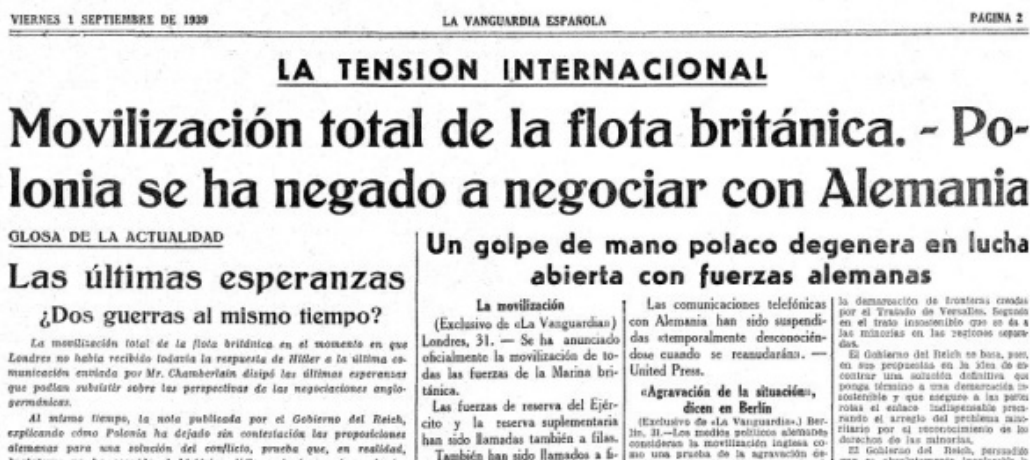 VIERNES 1 SEPTIEMBRE DE 1939
LA VANGUARDIA ESPAÑOLA
PAGINA 2
LA TENSION INTERNACIONAL
Movilización total de la flota británica. - Po-
lonia se ha negado a negociar con Alemania
GLOSA DE LA ACTUALIDAD
Las últimas esperanzas
¿Dos guerras al mismo tiempo?
La movilización total de la flota británica en el momento en que
Londres no había recibido todavía la respuesta de Hitler a la última co-
municación enviada por Mr. Chamberlain disipó las últimas esperanzas
que podían subsistir sobre las perspectivas de las negociaciones anglo-
germánicas.
Al mismo tiempo, la nota publicada por el Gobierno del Reich,
explicando cómo Polonia ha dejado sin contestación las proposiciones
alemanas para una solución del conflicto, prueba que, en realidad,
Un golpe de mano polaco degenera en lucha
abierta con fuerzas alemanas
La movilización
(Exclusivo de «La Vanguardia»)
Londres, 31. — Se ha anunciado
oficialmente la movilización de to-
das las fuerzas de la Marina bri-
tánica.
Las fuerzas de reserva del Ejér-
cito y la reserva suplementaria
han sido llamadas también a filas.
También han sido llamados a fi-
Las comunicaciones telefónicas
con Alemania han sido suspendi-
das «temporalmente desconocién-
dose cuando se reanudarán». —
United Press.
«Agravación de la situación»,
dicen en Berlín
(Exclusivo de «La Vanguardia») Ber-
lín, 31.—Los medios políticos alemanes
consideran la movilización inglesa co-
mo una prueba de la agravación de
la demarcación de fronteras creadas
por el Tratado de Versalles. Segundo
en el trato insostenible que se da a
las minorías en las regiones separa-
das.
El Gobierno del Reich se basa, pues,
en sus propuestas en la idea de en-
contrar una solución definitiva que
ponga término a una demarcación in-
sostenible y que asegure a las partes
rotas el enlace indispensable procu-
rando el arreglo del problema mino-
ritario por el reconocimiento de los
derechos de las minorías.
El Gobierno del Reich, persuadido